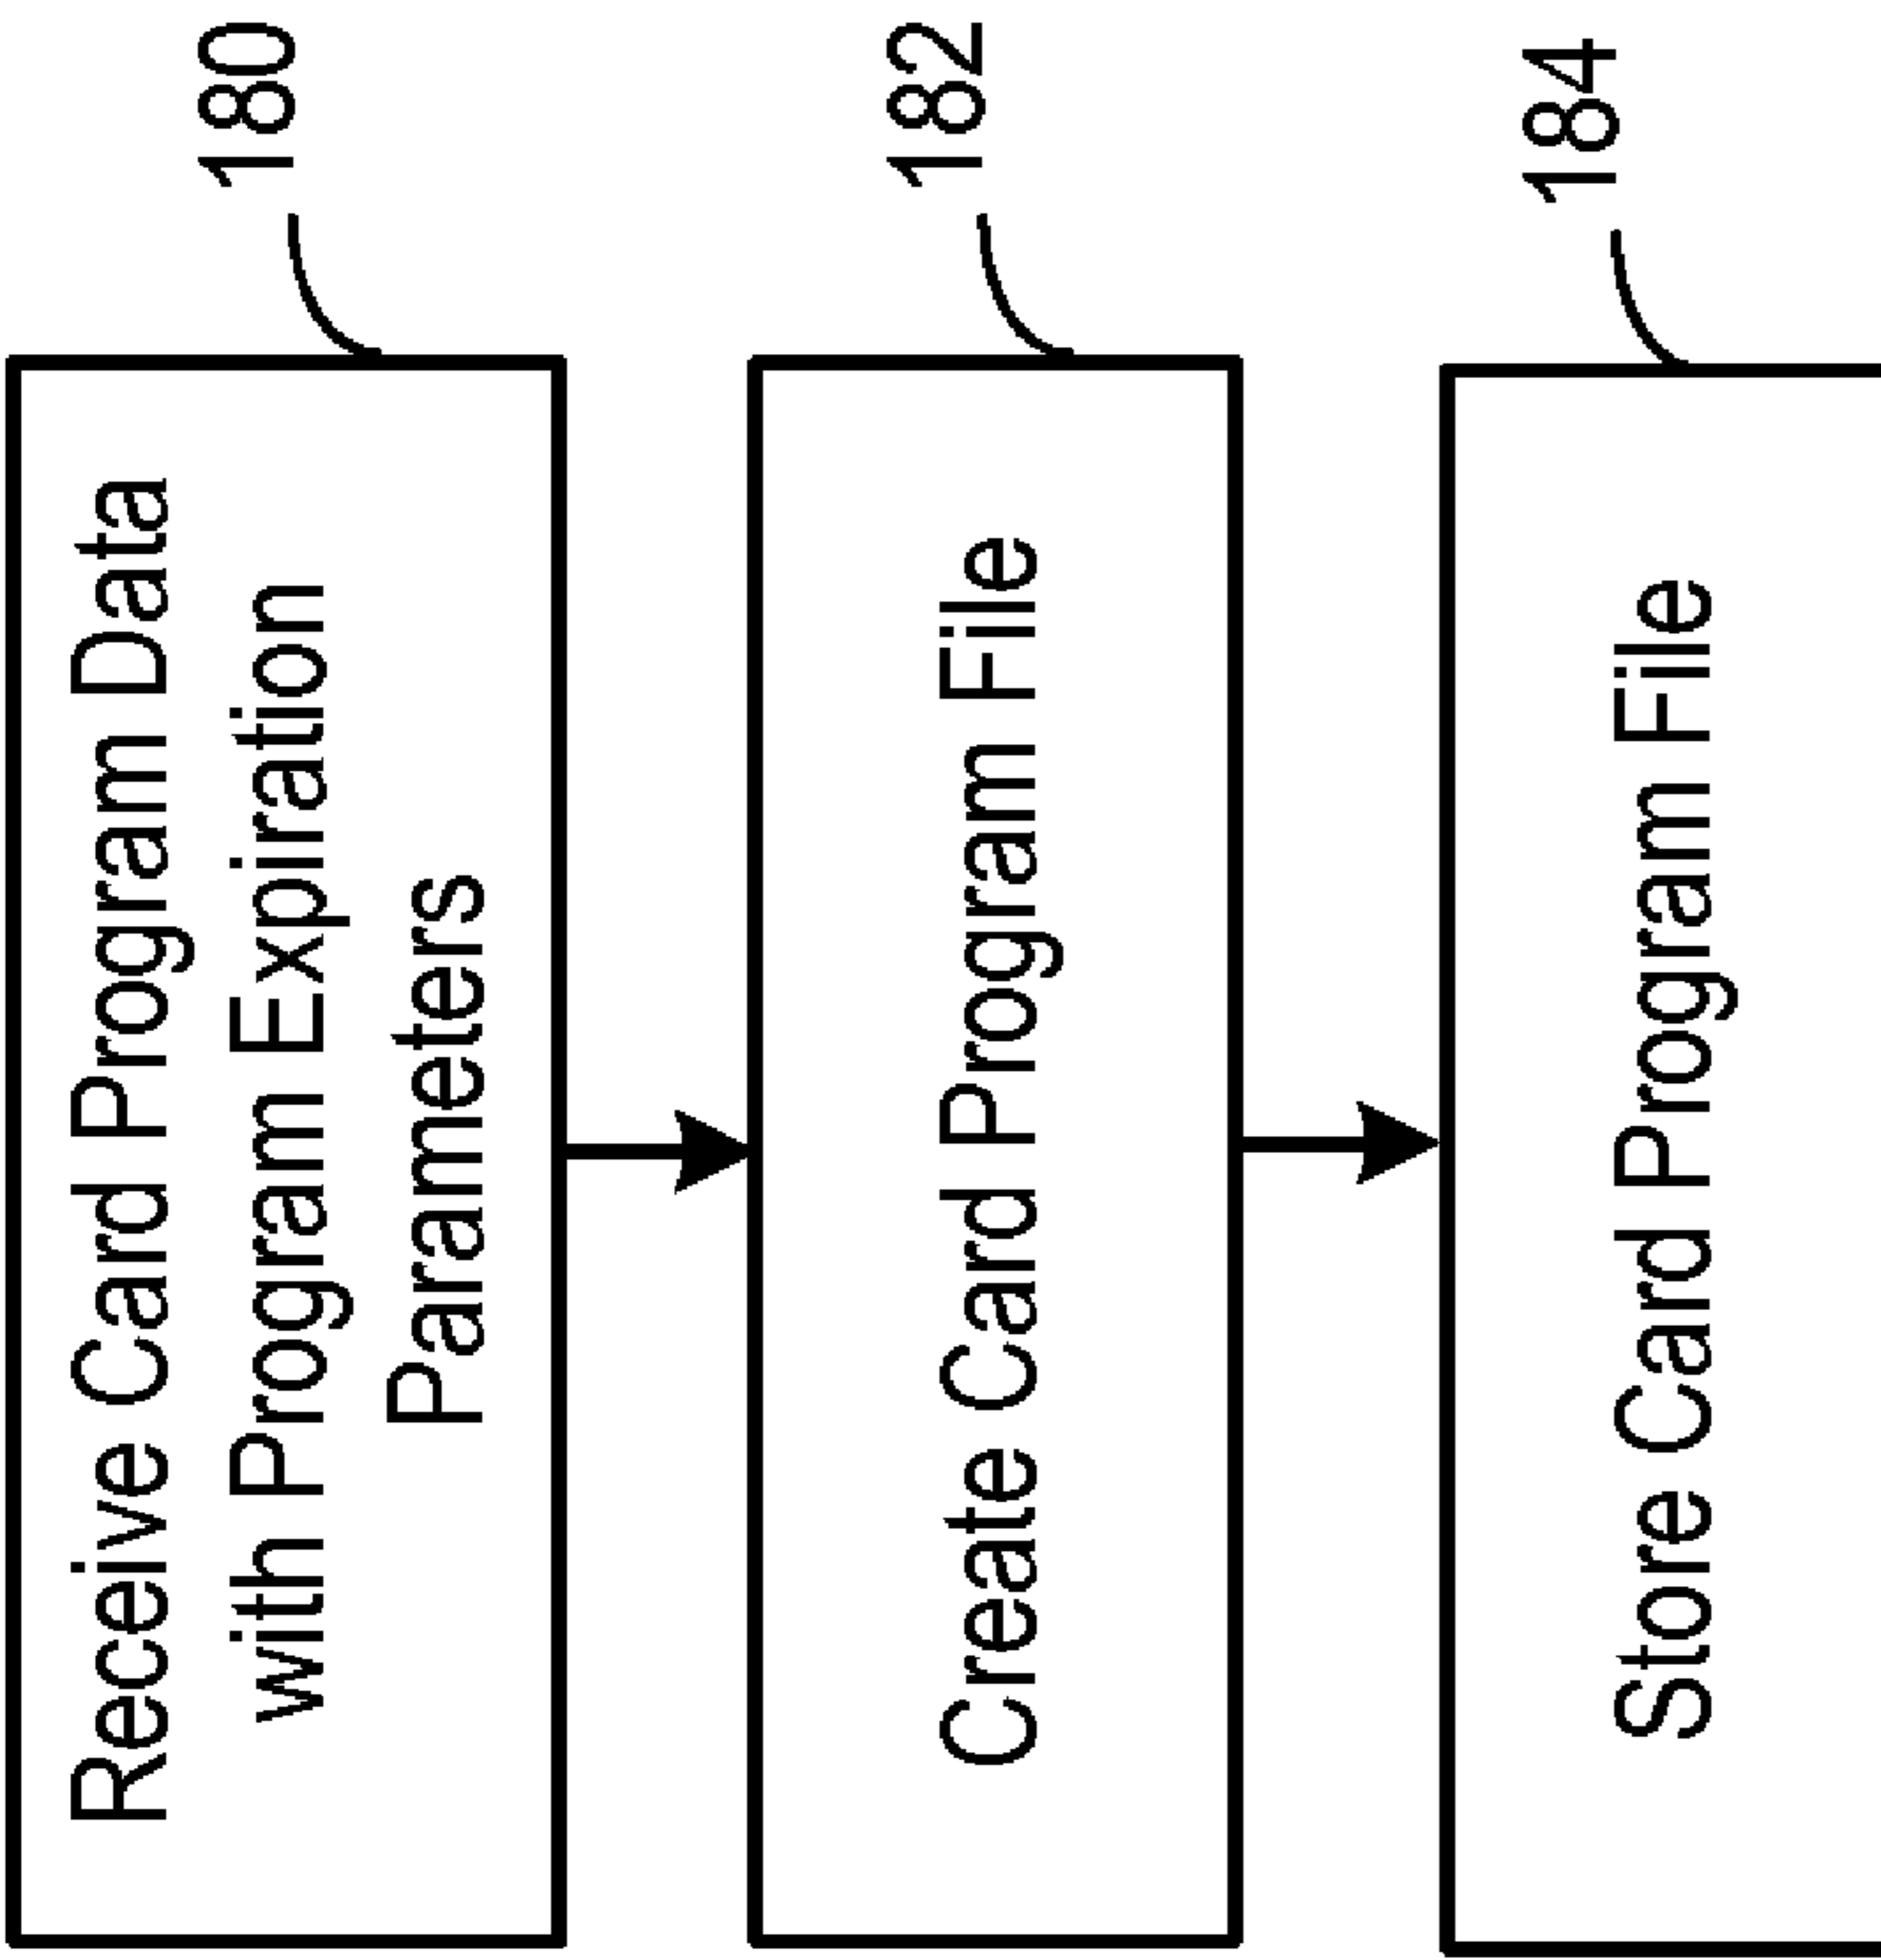 Receive Card Program Data
with Program Expiration
Parameters
180
Create Card Program File
182
Store Card Program File
184